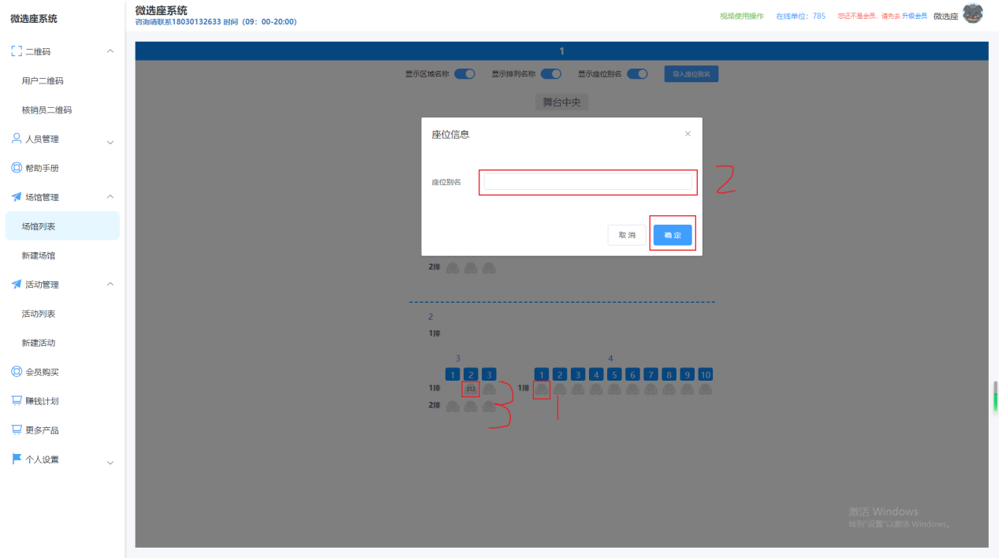 微选座系统
微选座系统
咨询请联系18030132633 时间（09：00-20:00）
视频使用操作 在线单位：785 您还不是会员，请先去 升级会员 微选座
二维码
用户二维码
核销员二维码
人员管理
帮助手册
场馆管理
场馆列表
新建场馆
活动管理
活动列表
新建活动
会员购买
赚钱计划
更多产品
个人设置
1
显示区域名称 显示排列名称 显示座位别名 导入座位别名
舞台中央
座位信息 ×
座位别名
2
取 消 确 定
2排
2
1排
3 4
1 2 3 1 2 3 4 5 6 7 8 9 10
1排 312 1排
2排
3 1
激活 Windows
转到"设置"以激活 Windows。